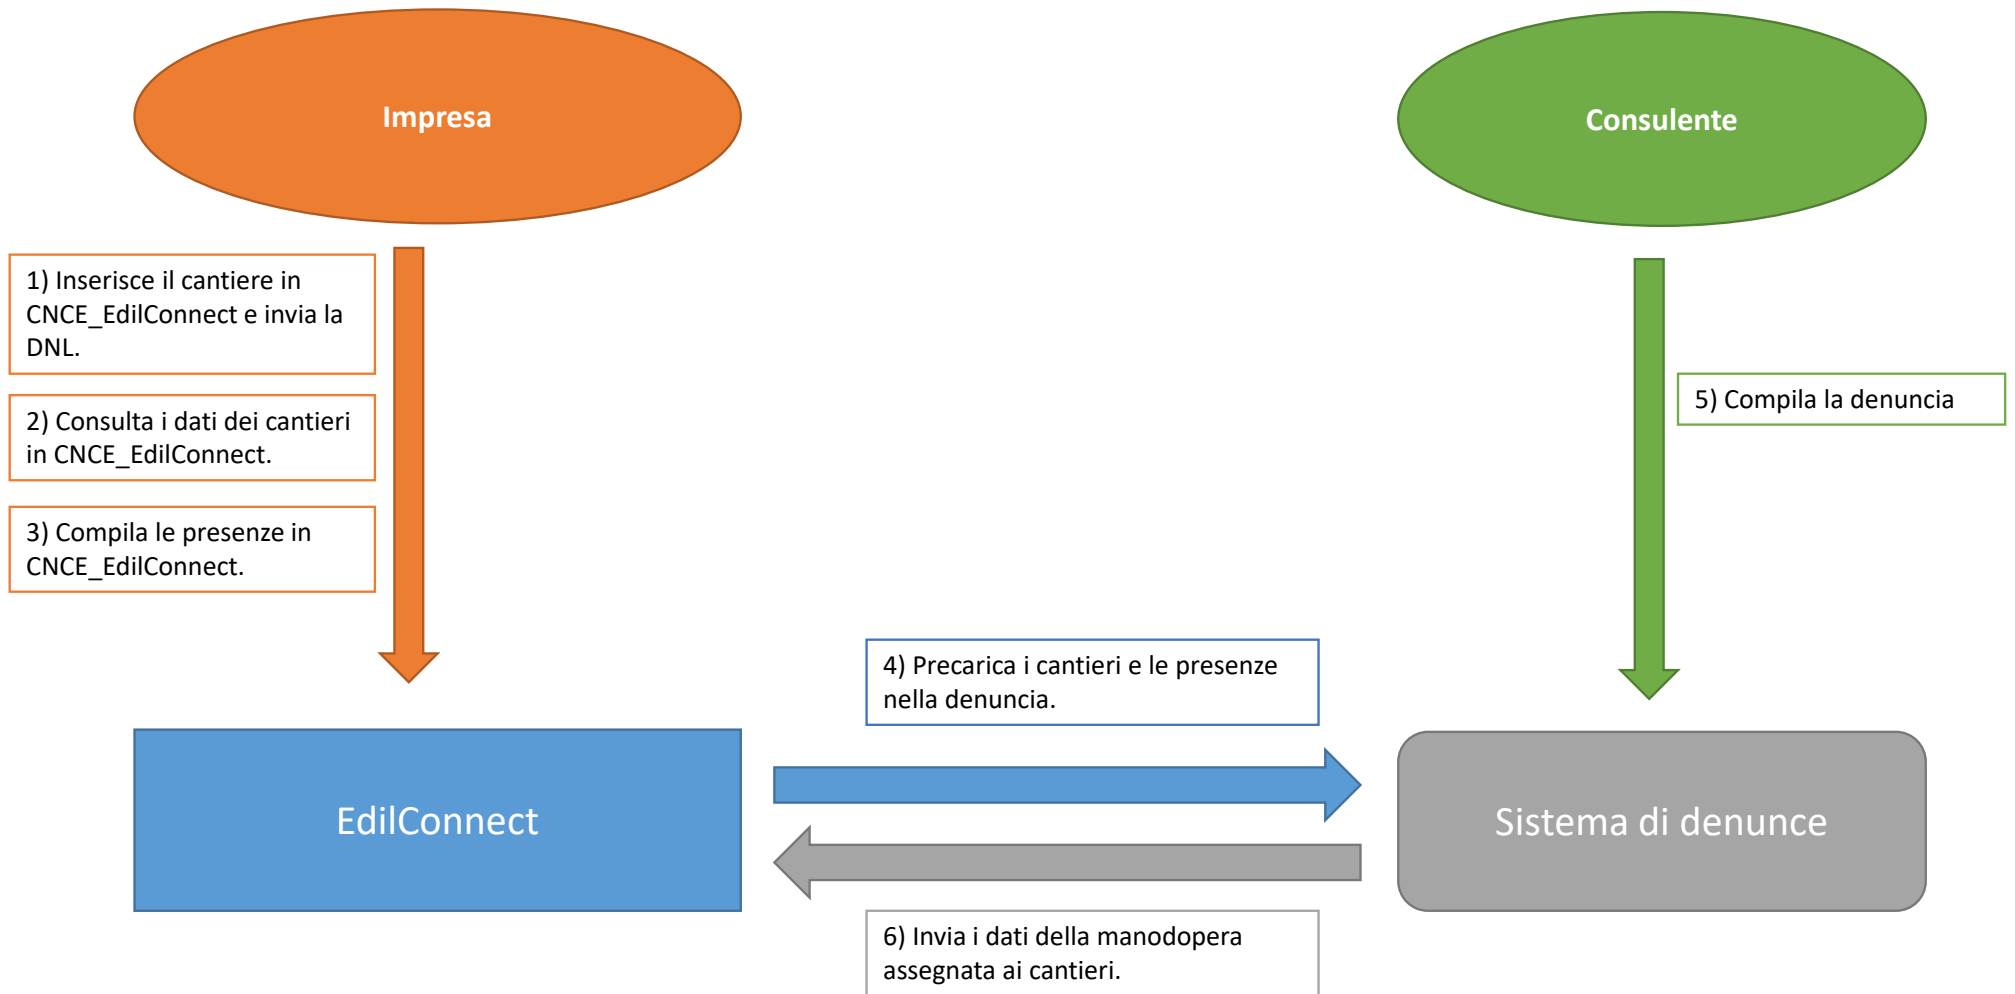 Impresa
Consulente
1) Inserisce il cantiere in
CNCE_EdilConnect e invia la
DNL.
2) Consulta i dati dei cantieri
in CNCE_EdilConnect.
3) Compila le presenze in
CNCE_EdilConnect.
5) Compila la denuncia
4) Precarica i cantieri e le presenze
nella denuncia.
EdilConnect
Sistema di denunce
6) Invia i dati della manodopera
assegnata ai cantieri.